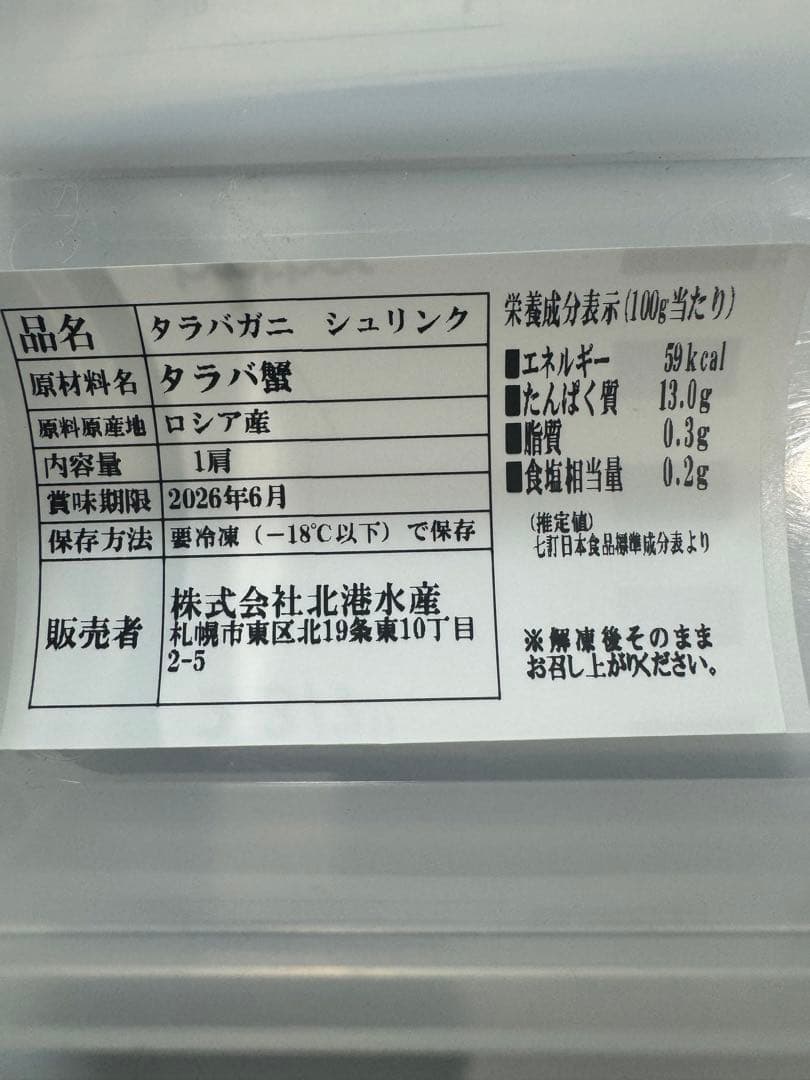 品名 タラバガニ シュリンク
原材料名 タラバ蟹
原料原産地 ロシア産
内容量 1肩
賞味期限 2026年6月
保存方法 要冷凍(−18℃以下)で保存
販売者 株式会社北港水産
札幌市東区北19条東10丁目
2-5
栄養成分表示(100g当たり)
■エネルギー 59kcal
■たんぱく質 13.0g
■脂質 0.3g
■食塩相当量 0.2g
(推定値)
七訂日本食品標準成分表より
※解凍後そのまま
お召し上がりください。